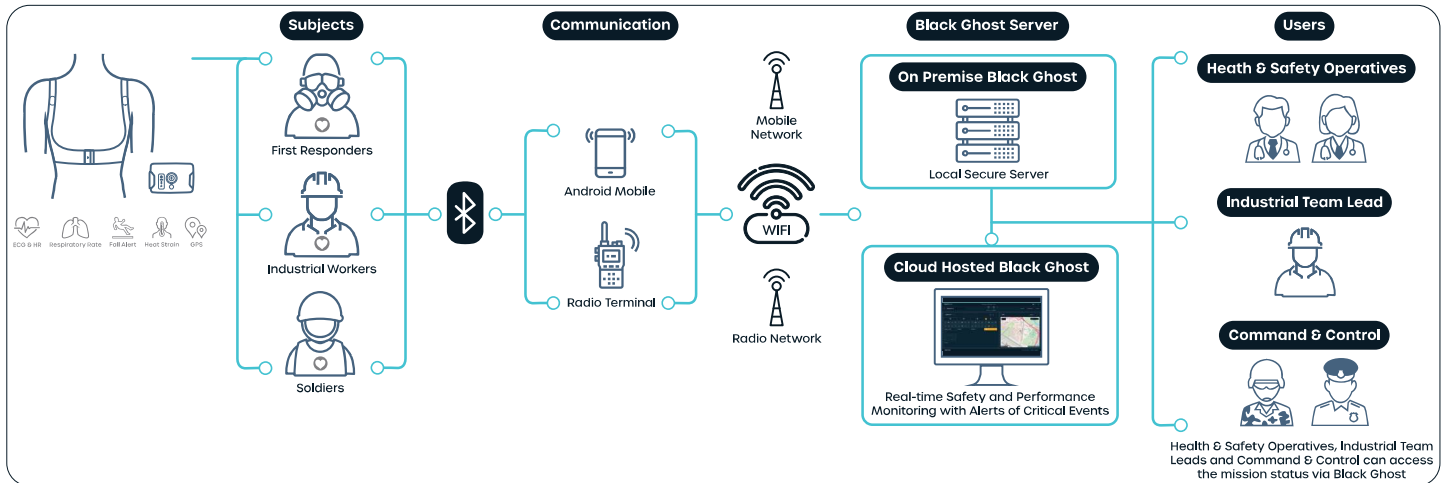 Subjects
Communication
Black Ghost Server
Users
First Responders
Industrial Workers
Soldiers
ECG & HR
Respiratory Rate
Fall Alert
Heat Strain
GPS
Android Mobile
Radio Terminal
Mobile
Network
WIFI
Radio Network
On Premise Black Ghost
Local Secure Server
Cloud Hosted Black Ghost
Real-time Safety and Performance
Monitoring with Alerts of Critical Events
Heath & Safety Operatives
Industrial Team Lead
Command & Control
Health & Safety Operatives, Industrial Team
Leads and Command & Control can access
the mission status via Black Ghost